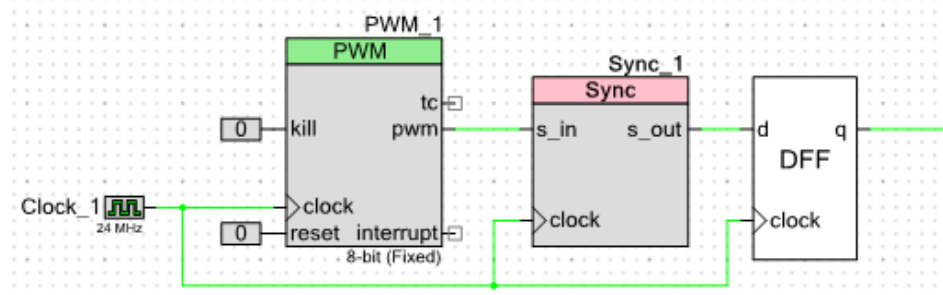 PWM_1
PWM
tc
0
kill
pwm
Clock_1
24 MHz
clock
0
reset
interrupt
8-bit (Fixed)
Sync_1
Sync
s_in
s_out
clock
d
q
DFF
clock